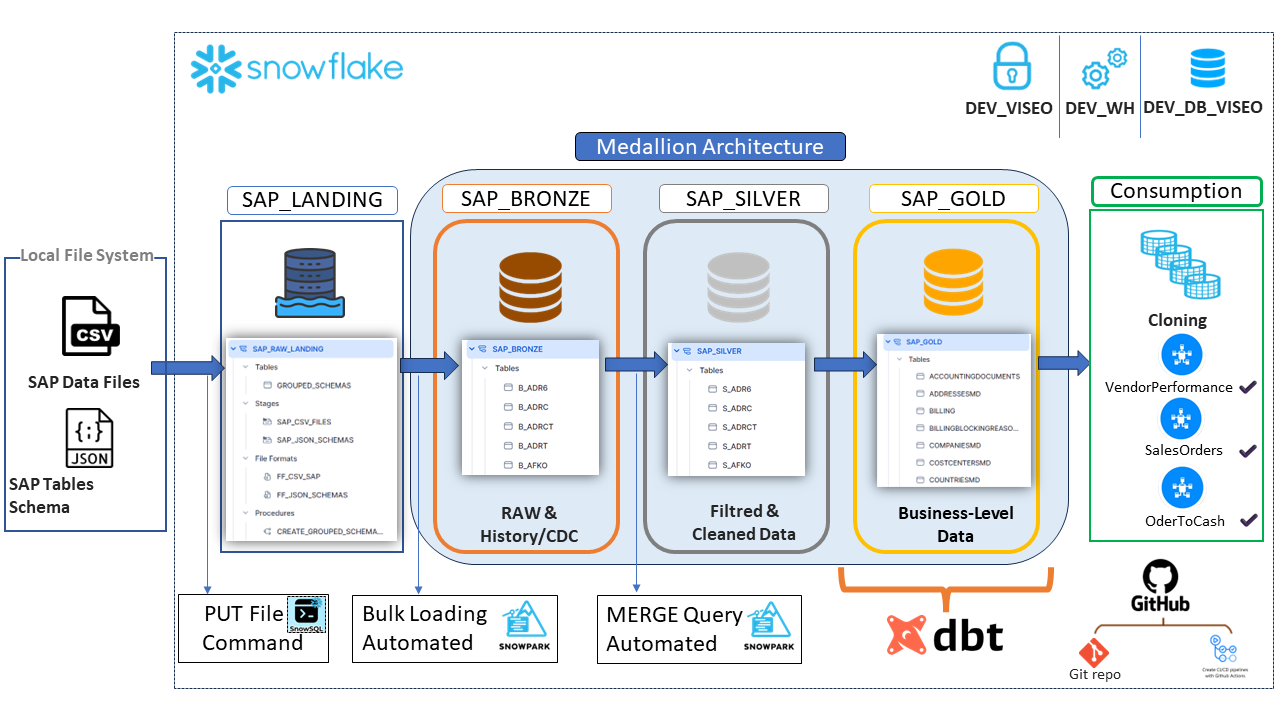 snowflake
DEV_VISEO
DEV_WH
DEV_DB_VISEO
Medallion Architecture
SAP_LANDING
SAP_BRONZE
SAP_SILVER
SAP_GOLD
Consumption
Local File System
CSV
SAP Data Files
{;}
JSON
SAP Tables
Schema
SAP_RAW_LANDING
Tables
GROUPED_SCHEMAS
Stages
SAP_CSV_FILES
SAP_JSON_SCHEMAS
File Formats
FF_CSV_SAP
FF_JSON_SCHEMAS
Procedures
CREATE_GROUPED_SCHEMA...
SAP_BRONZE
Tables
B_ADR6
B_ADRC
B_ADRCT
B_ADRT
B_AFKO
RAW &
History/CDC
SAP_SILVER
Tables
S_ADR6
S_ADRC
S_ADRCT
S_ADRT
S_AFKO
Filtred &
Cleaned Data
SAP_GOLD
Tables
ACCOUNTINGDOCUMENTS
ADDRESSESMD
BILLING
BILLINGBLOCKINGREASO...
COMPANIESMD
COSTCENTERSMD
COUNTRIESMD
Business-Level
Data
Cloning
VendorPerformance
SalesOrders
OderToCash
PUT File
Command
SnowSQL
Bulk Loading
Automated
SNOWPARK
MERGE Query
Automated
SNOWPARK
dbt
GitHub
Git repo
Create CI/CD pipelines
with Github Actions